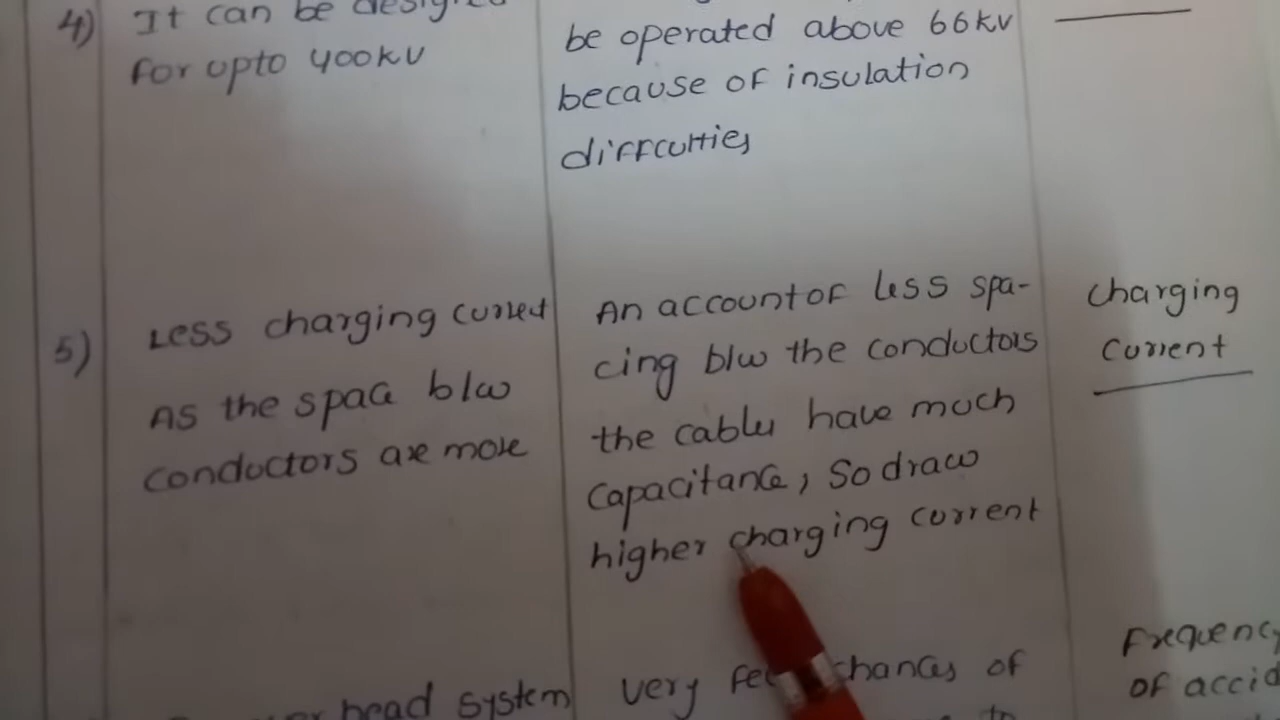 4) It can be
for upto 400kV
be operated above 66kV
because of insulation
diffculties
5) Less charging current
As the space b/w
conductors are more
An account of less spa-
cing b/w the conductors
the cables have much
capacitance, So draw
higher charging current
Charging
Current
head system
very few chances of
to
Frequency
of accid